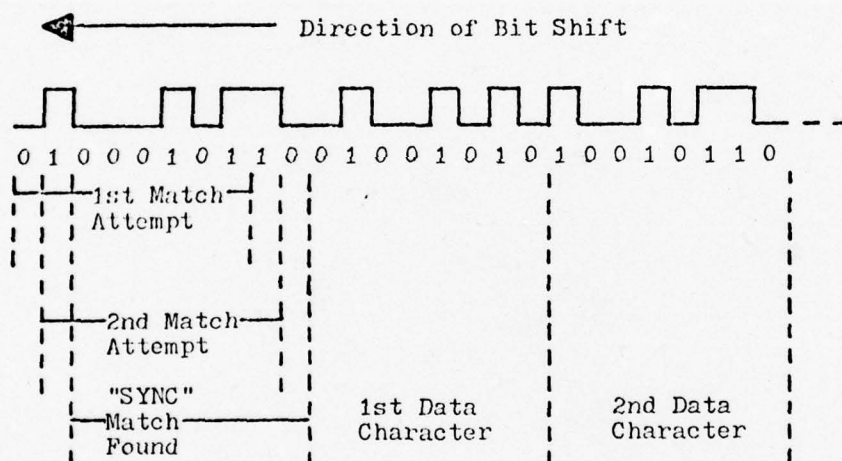 Direction of Bit Shift
0 1 0 0 0 1 0 1 1 0 0 1 0 0 1 0 1 0 1 0 0 1 0 1 1 0
1st Match
Attempt
2nd Match
Attempt
"SYNC"
Match
Found
1st Data
Character
2nd Data
Character